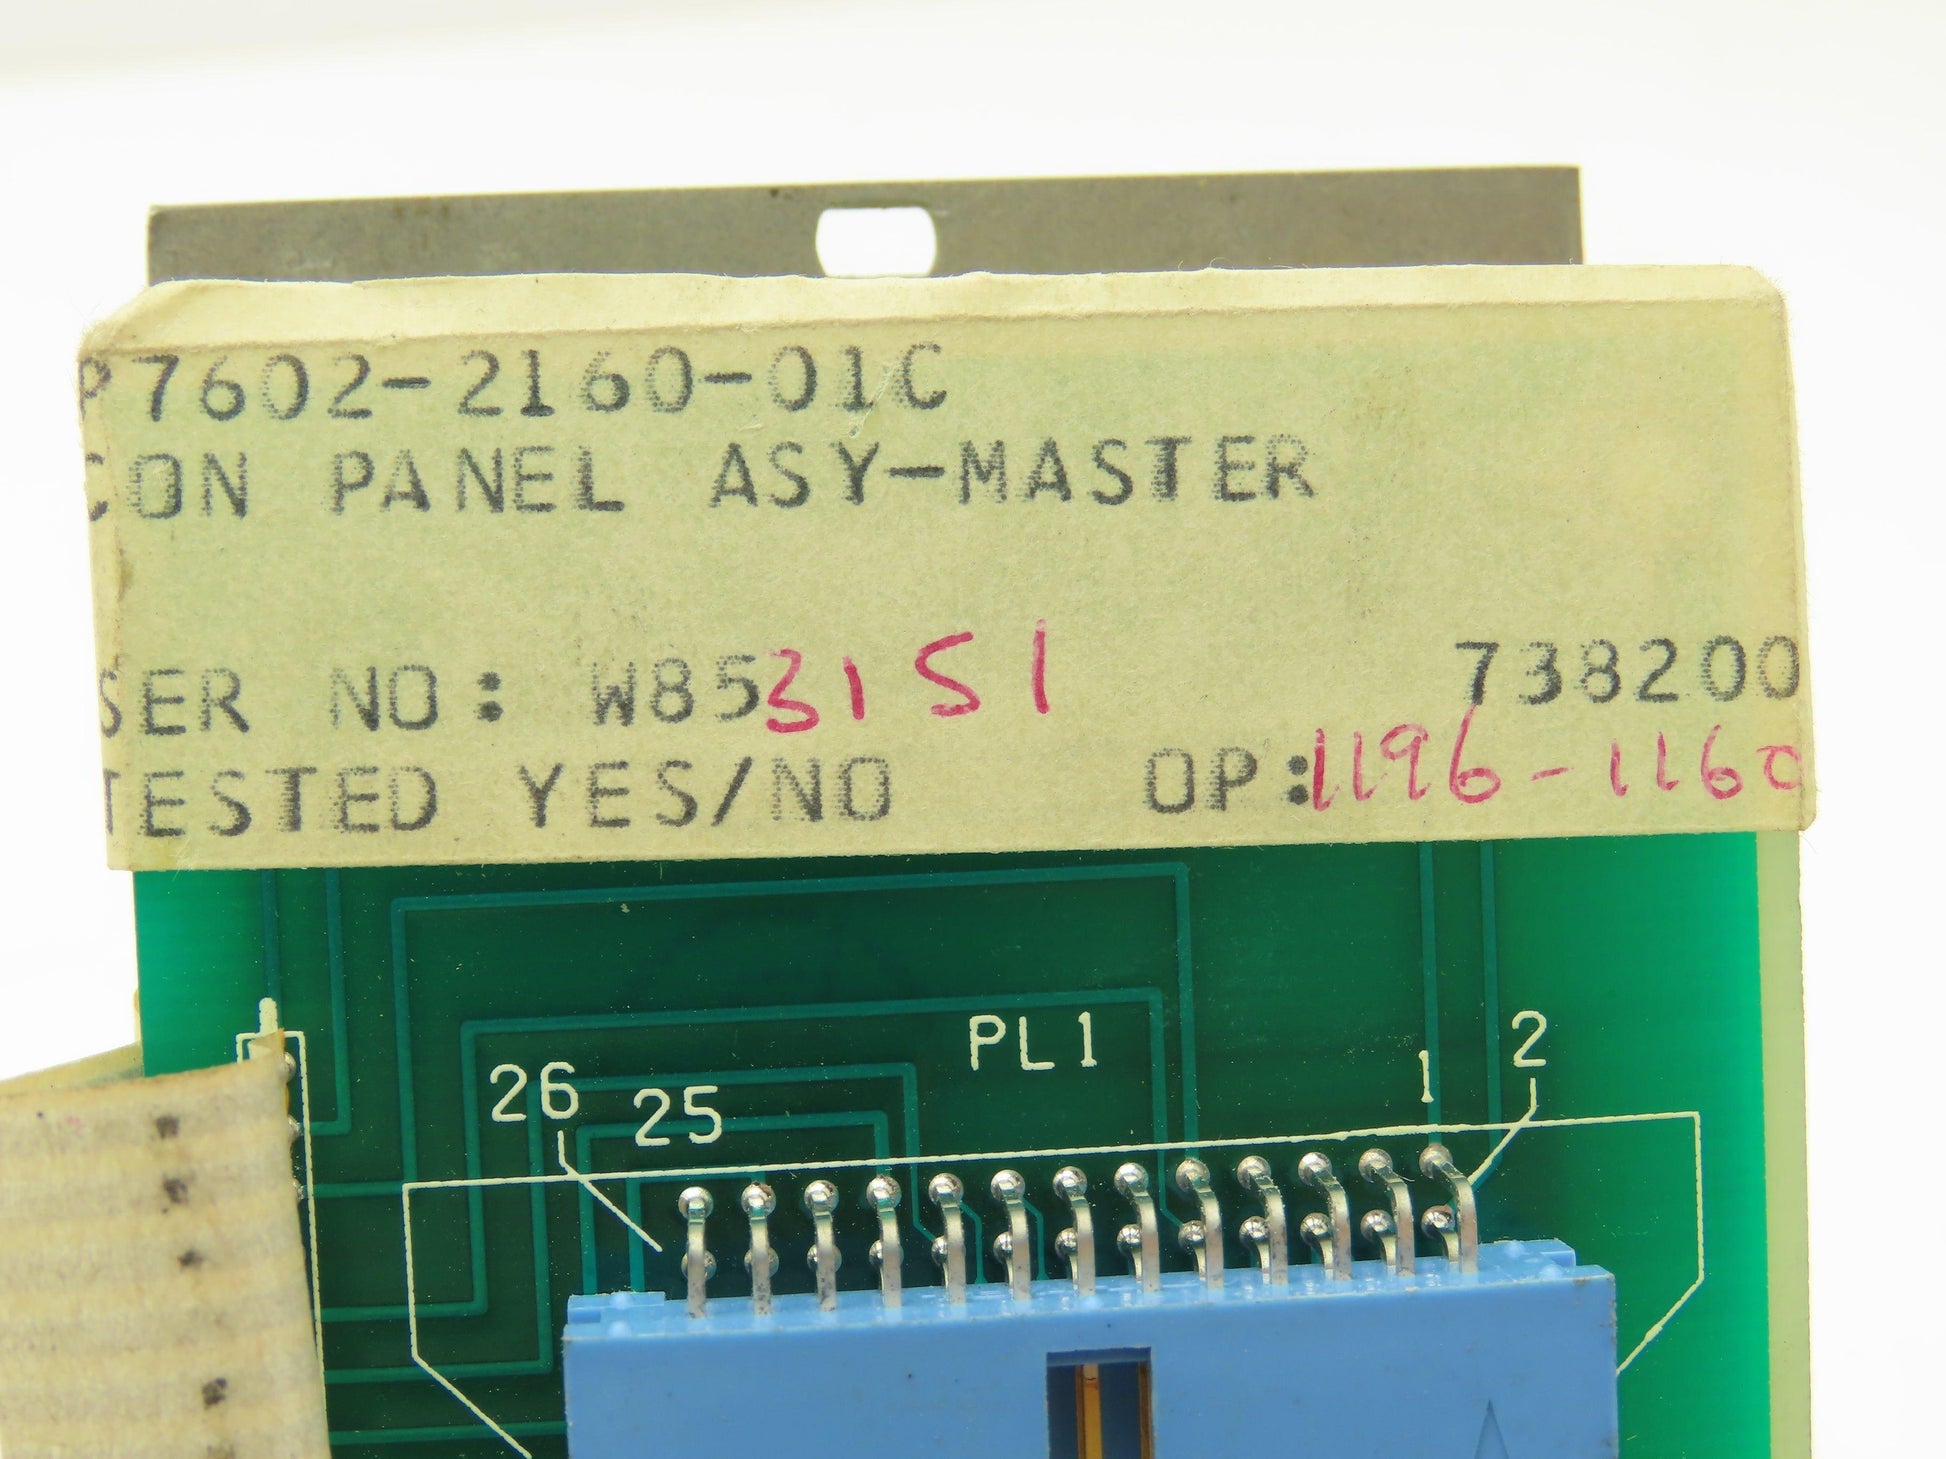 P7602-2160-01C
CON PANEL ASY-MASTER
SER NO: W853151 738200
TESTED YES/NO OP:1196-1160
PL1
26 25 1 2